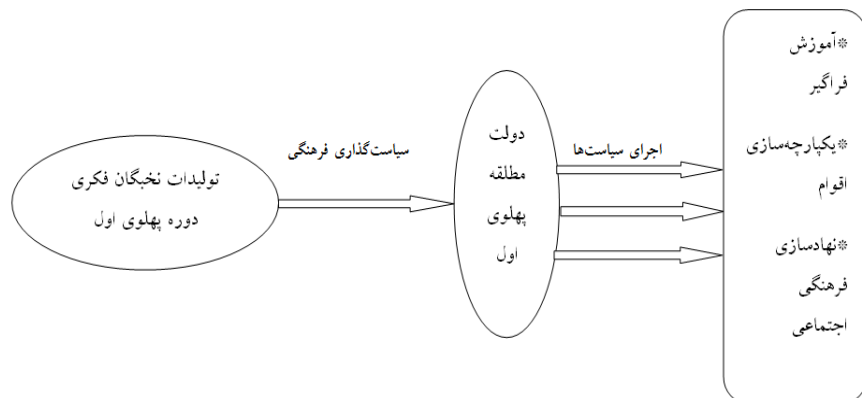 تولیدات نخبگان فکری
دوره پهلوی اول
سیاست‌گذاری فرهنگی
دولت
مطلقه
پهلوی
اول
اجرای سیاست‌ها
*آموزش
فراگیر
*یکپارچه‌سازی
اقوام
*نهادسازی
فرهنگی
اجتماعی